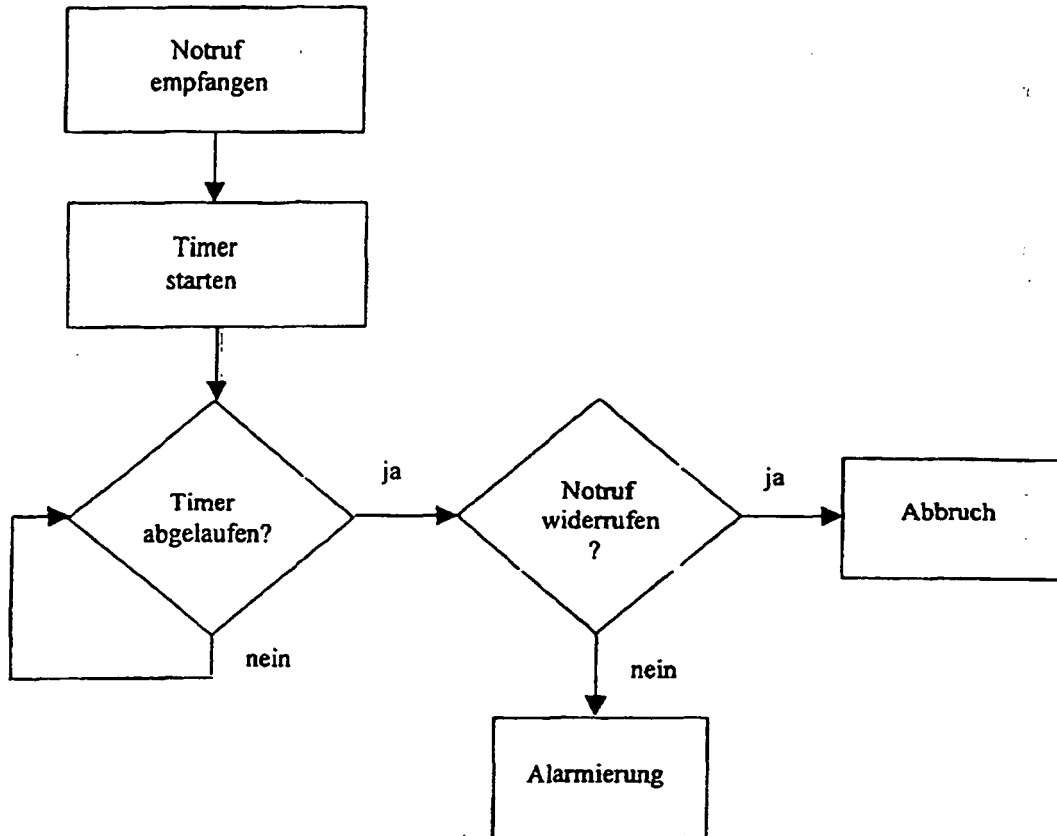 Notruf
empfangen
Timer
starten
Timer
abgelaufen?
ja
nein
Notruf
widerrufen
?
ja
Abbruch
nein
Alarmierung